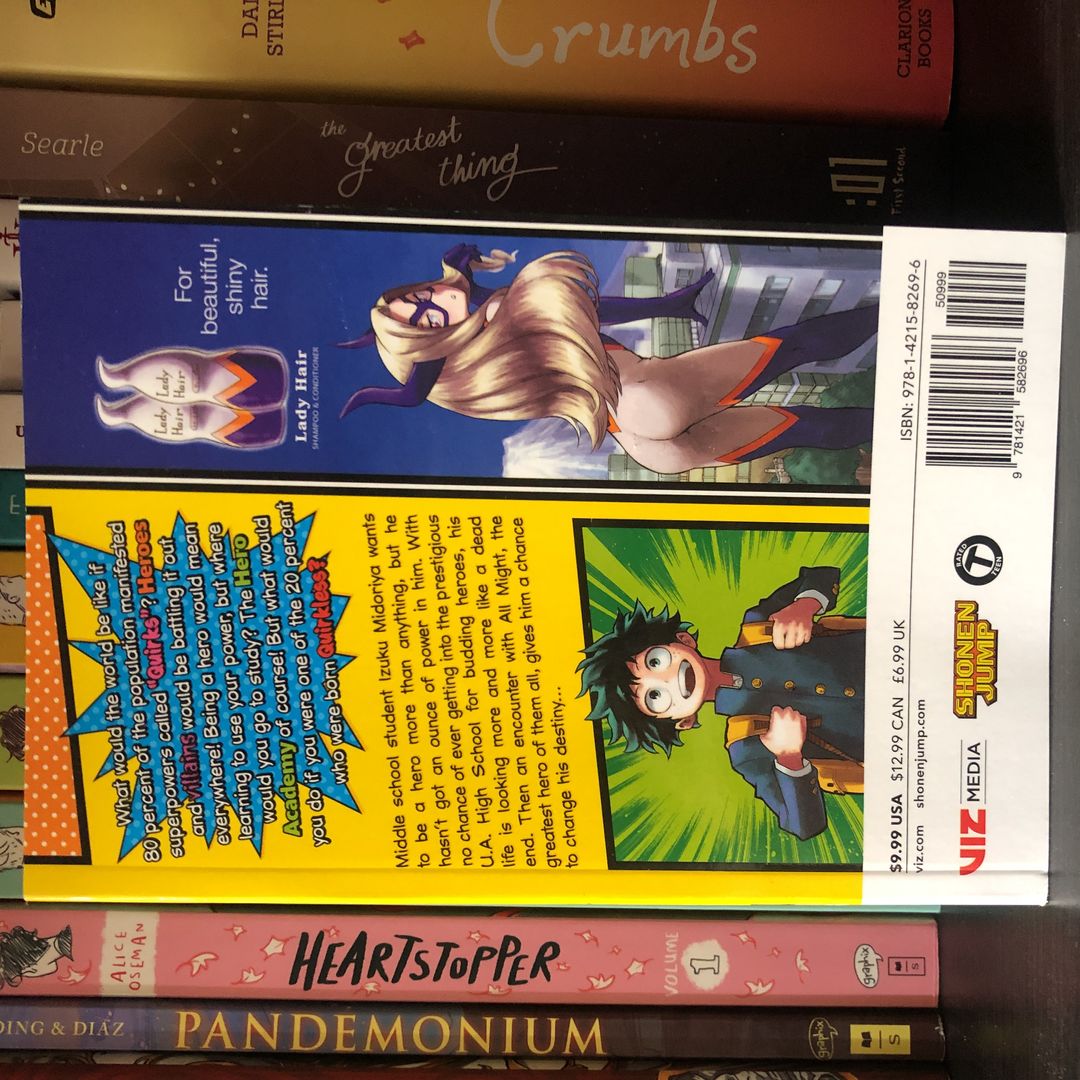 DA
STIR
Crumbs
CLARION
BOOKS
Searle
the
greatest
thing
:01
First Second
For
beautiful,
shiny
hair.
Lady
Hair
Lady
Hair
Lady Hair
SHAMPOO & CONDITIONER
What would the world be like if
80 percent of the population manifested
superpowers called "Quirks"? Heroes
and villains would be battling it out
everywhere! Being a hero would mean
learning to use your power, but where
would you go to study? The Hero
Academy of course! But what would
you do if you were one of the 20 percent
who were born Quirkless?
Middle school student Izuku Midoriya wants
to be a hero more than anything, but he
hasn't got an ounce of power in him. With
no chance of ever getting into the prestigious
U.A. High School for budding heroes, his
life is looking more and more like a dead
end. Then an encounter with All Might, the
greatest hero of them all, gives him a chance
to change his destiny...
$9.99 USA $12.99 CAN £6.99 UK
viz.com shonenjump.com
VIZ MEDIA
SHONEN
JUMP
RATED
T
TEEN
ISBN: 978-1-4215-8269-6
50999
9 781421 582696
ALICE
OSEMAN
HEARTSTOPPER
VOLUME
1
graphix
S
DING & DIAZ
PANDEMONIUM
graphix
S